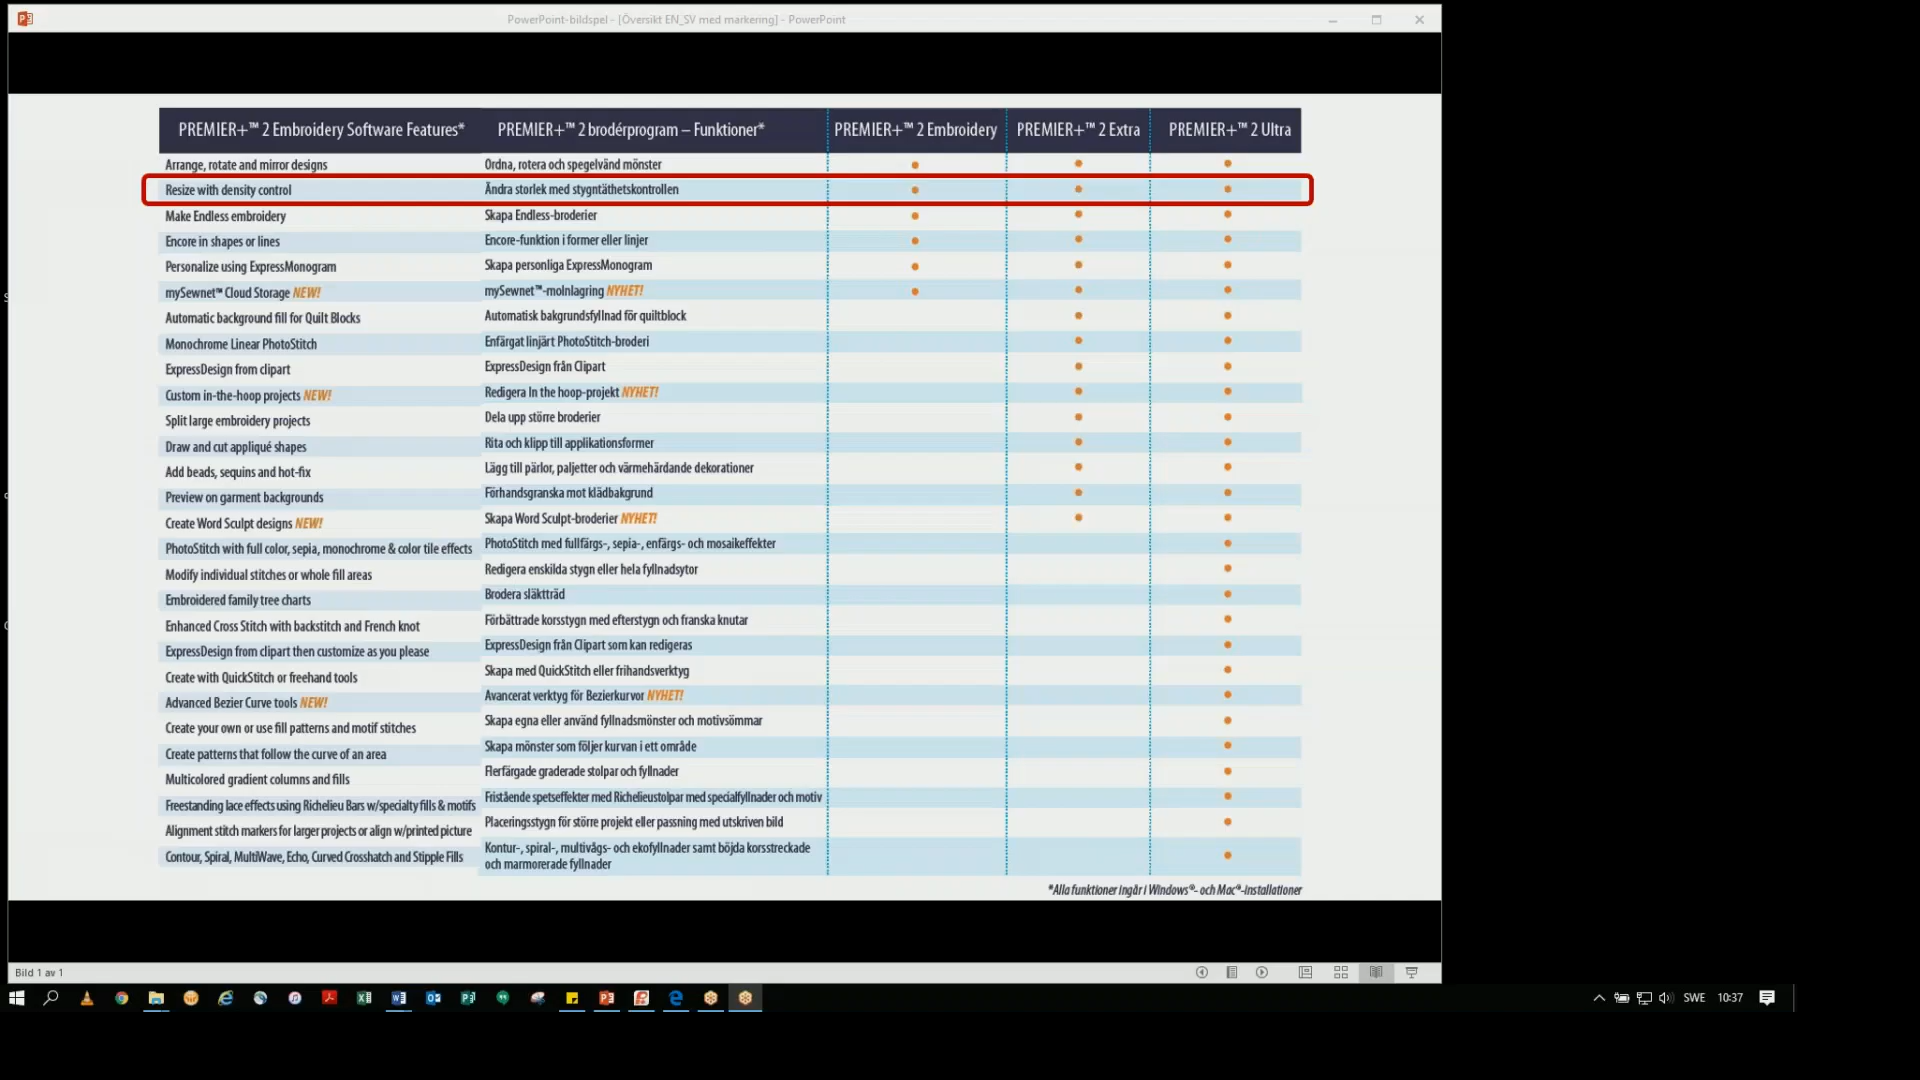 PowerPoint-bildspel - [Översikt EN_SV med markering] - PowerPoint
PREMIER+™ 2 Embroidery Software Features* PREMIER+™ 2 brodérprogram – Funktioner* PREMIER+™ 2 Embroidery PREMIER+™ 2 Extra PREMIER+™ 2 Ultra
Arrange, rotate and mirror designs Ordna, rotera och spegelvänd mönster
Resize with density control Ändra storlek med stygntäthetskontrollen
Make Endless embroidery Skapa Endless-broderier
Encore in shapes or lines Encore-funktion i former eller linjer
Personalize using ExpressMonogram Skapa personliga ExpressMonogram
mySewnet™ Cloud Storage NEW! mySewnet™-molnlagring NYHET!
Automatic background fill for Quilt Blocks Automatisk bakgrundsfyllnad för quiltblock
Monochrome Linear PhotoStitch Enfärgat linjärt PhotoStitch-broderi
ExpressDesign from clipart ExpressDesign från Clipart
Custom in-the-hoop projects NEW! Redigera In the hoop-projekt NYHET!
Split large embroidery projects Dela upp större broderier
Draw and cut appliqué shapes Rita och klipp till applikationsformer
Add beads, sequins and hot-fix Lägg till pärlor, paljetter och värmehärdande dekorationer
Preview on garment backgrounds Förhandsgranska mot klädbakgrund
Create Word Sculpt designs NEW! Skapa Word Sculpt-broderier NYHET!
PhotoStitch with full color, sepia, monochrome & color tile effects PhotoStitch med fullfärgs-, sepia-, enfärgs- och mosaikeffekter
Modify individual stitches or whole fill areas Redigera enskilda stygn eller hela fyllnadsytor
Embroidered family tree charts Brodera släktträd
Enhanced Cross Stitch with backstitch and French knot Förbättrade korsstygn med efterstygn och franska knutar
ExpressDesign from clipart then customize as you please ExpressDesign från Clipart som kan redigeras
Create with QuickStitch or freehand tools Skapa med QuickStitch eller frihandsverktyg
Advanced Bezier Curve tools NEW! Avancerat verktyg för Bezierkurvor NYHET!
Create your own or use fill patterns and motif stitches Skapa egna eller använd fyllnadsmönster och motivsömmar
Create patterns that follow the curve of an area Skapa mönster som följer kurvan i ett område
Multicolored gradient columns and fills Flerfärgade graderade stolpar och fyllnader
Freestanding lace effects using Richelieu Bars w/specialty fills & motifs Fristående spetseffekter med Richelieustolpar med specialfyllnader och motiv
Alignment stitch markers for larger projects or align w/printed picture Placeringsstygn för större projekt eller passning med utskriven bild
Contour, Spiral, MultiWave, Echo, Curved Crosshatch and Stipple Fills Kontur-, spiral-, multivågs- och ekofyllnader samt böjda korsstreckade
och marmorerade fyllnader
*Alla funktioner ingår i Windows®- och Mac®-installationer
Bild 1 av 1
SWE 10:37